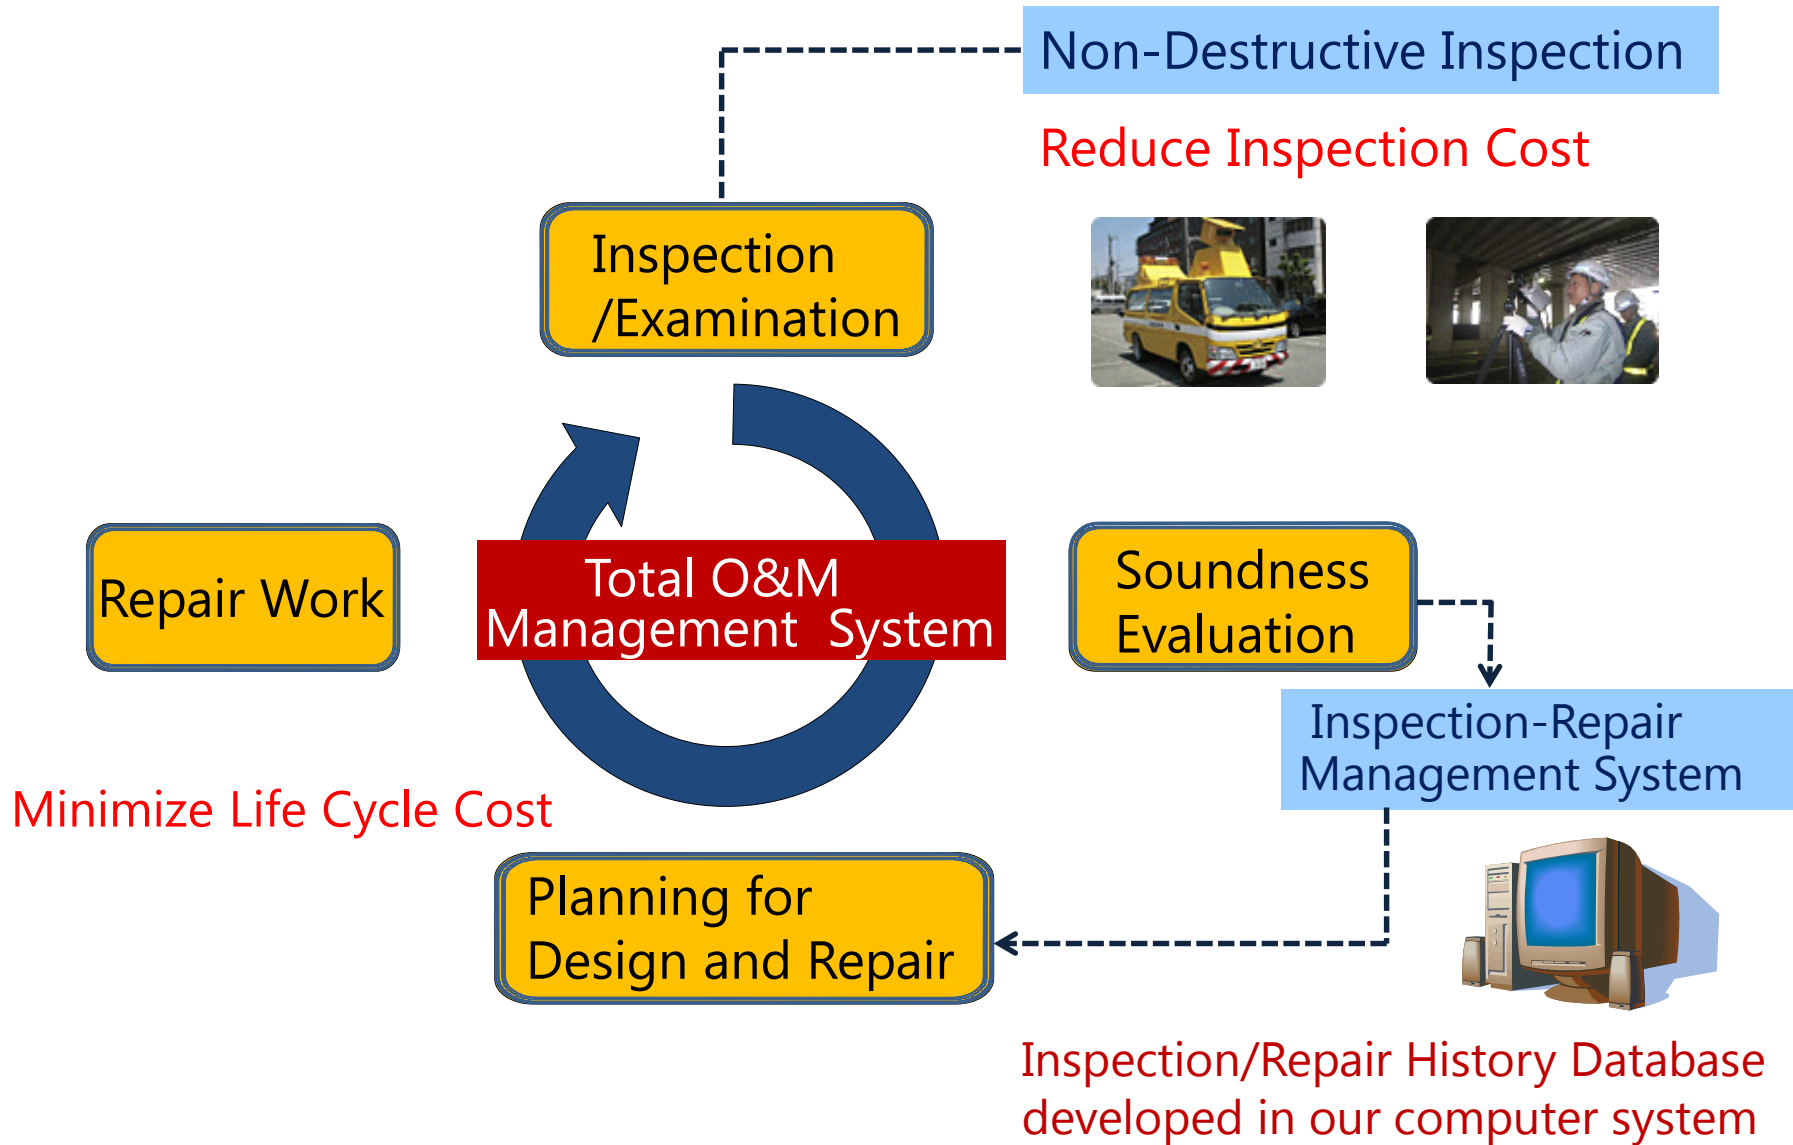 Non-Destructive Inspection
Reduce Inspection Cost
Inspection
/Examination
Total O&M
Management System
Repair Work
Soundness
Evaluation
Inspection-Repair
Management System
Minimize Life Cycle Cost
Planning for
Design and Repair
Inspection/Repair History Database
developed in our computer system